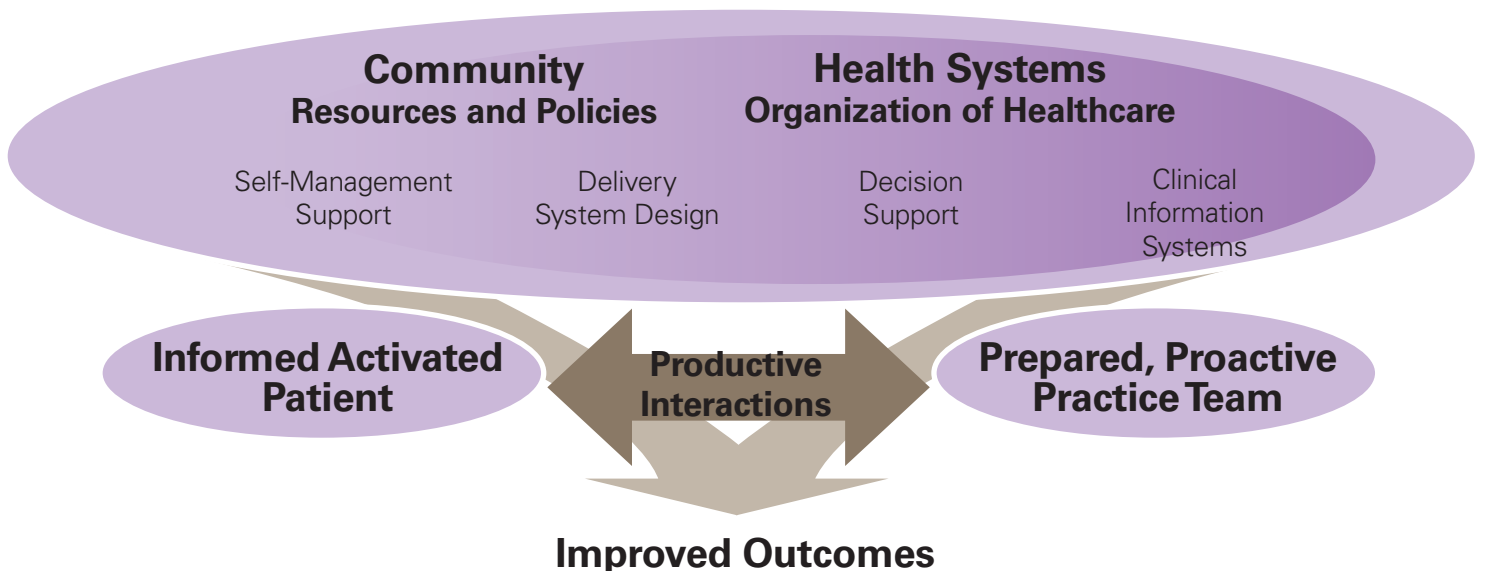 Community
Resources and Policies
Health Systems
Organization of Healthcare
Self-Management
Support
Delivery
System Design
Decision
Support
Clinical
Information
Systems
Informed Activated
Patient
Productive
Interactions
Prepared, Proactive
Practice Team
Improved Outcomes